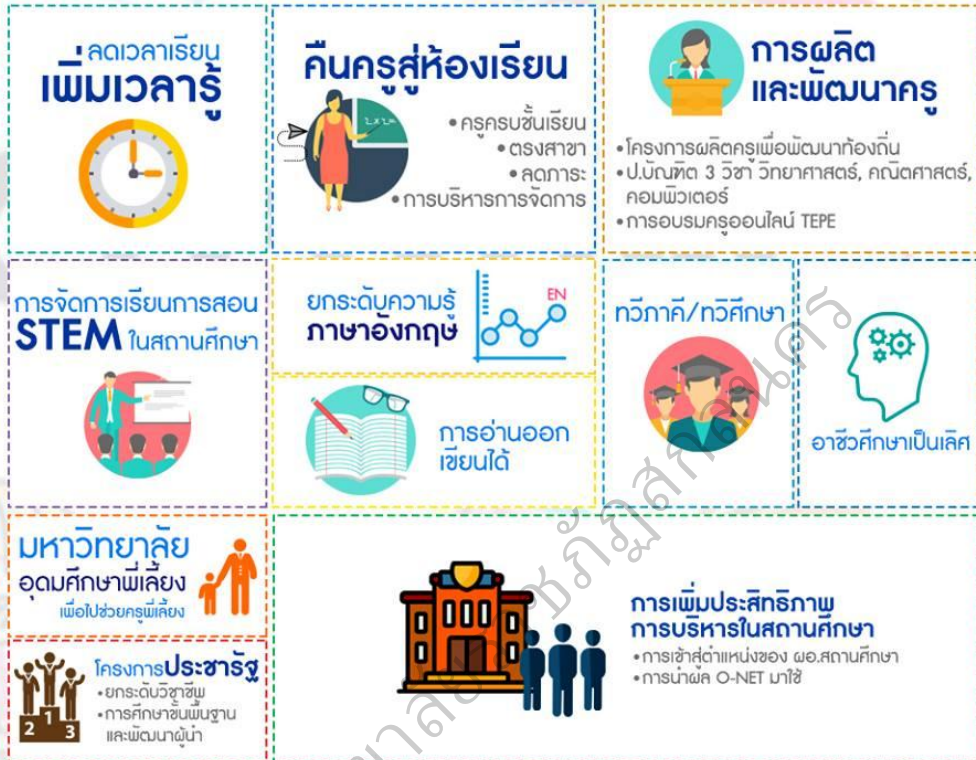 ลดเวลาเรียน
เพิ่มเวลารู้
คืนครูสู่ห้องเรียน
• ครูครบชั้นเรียน
• ตรงสาขา
• ลดภาระ
• การบริหารการจัดการ
การผลิต
และพัฒนาครู
• โครงการผลิตครูเพื่อพัฒนาท้องถิ่น
• ป.บัณฑิต 3 วิชา วิทยาศาสตร์, คณิตศาสตร์,
คอมพิวเตอร์
• การอบรมครูออนไลน์ TEPE
การจัดการเรียนการสอน
STEM ในสถานศึกษา
ยกระดับความรู้
ภาษาอังกฤษ
EN
การอ่านออก
เขียนได้
ทวิภาคี/ทวิศึกษา
อาชีวศึกษาเป็นเลิศ
มหาวิทยาลัย
อุดมศึกษาพี่เลี้ยง
เพื่อไปช่วยครูพี่เลี้ยง
โครงการประชารัฐ
• ยกระดับวิชาชีพ
• การศึกษาขั้นพื้นฐาน
และพัฒนาผู้นำ
2 1 3
การเพิ่มประสิทธิภาพ
การบริหารในสถานศึกษา
• การเข้าสู่ตำแหน่งของ ผอ.สถานศึกษา
• การนำผล O-NET มาใช้